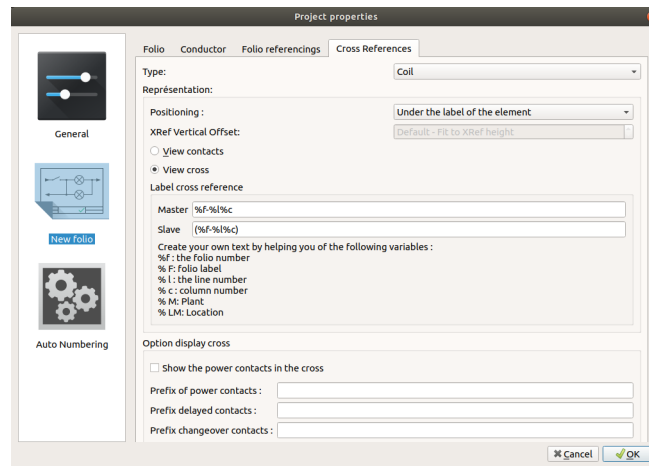 Project properties
Folio Conductor Folio referencings Cross References
Type: Coil
Représentation:
Positioning : Under the label of the element
XRef Vertical Offset: Default - Fit to XRef height
General
View contacts
View cross
Label cross reference
Master %f-%l%c
Slave (%f-%l%c)
New folio
Create your own text by helping you of the following variables :
%f : the folio number
% F: folio label
% l : the line number
% c : column number
% M: Plant
% LM: Location
Auto Numbering
Option display cross
Show the power contacts in the cross
Prefix of power contacts :
Prefix delayed contacts :
Prefix changeover contacts :
Cancel OK